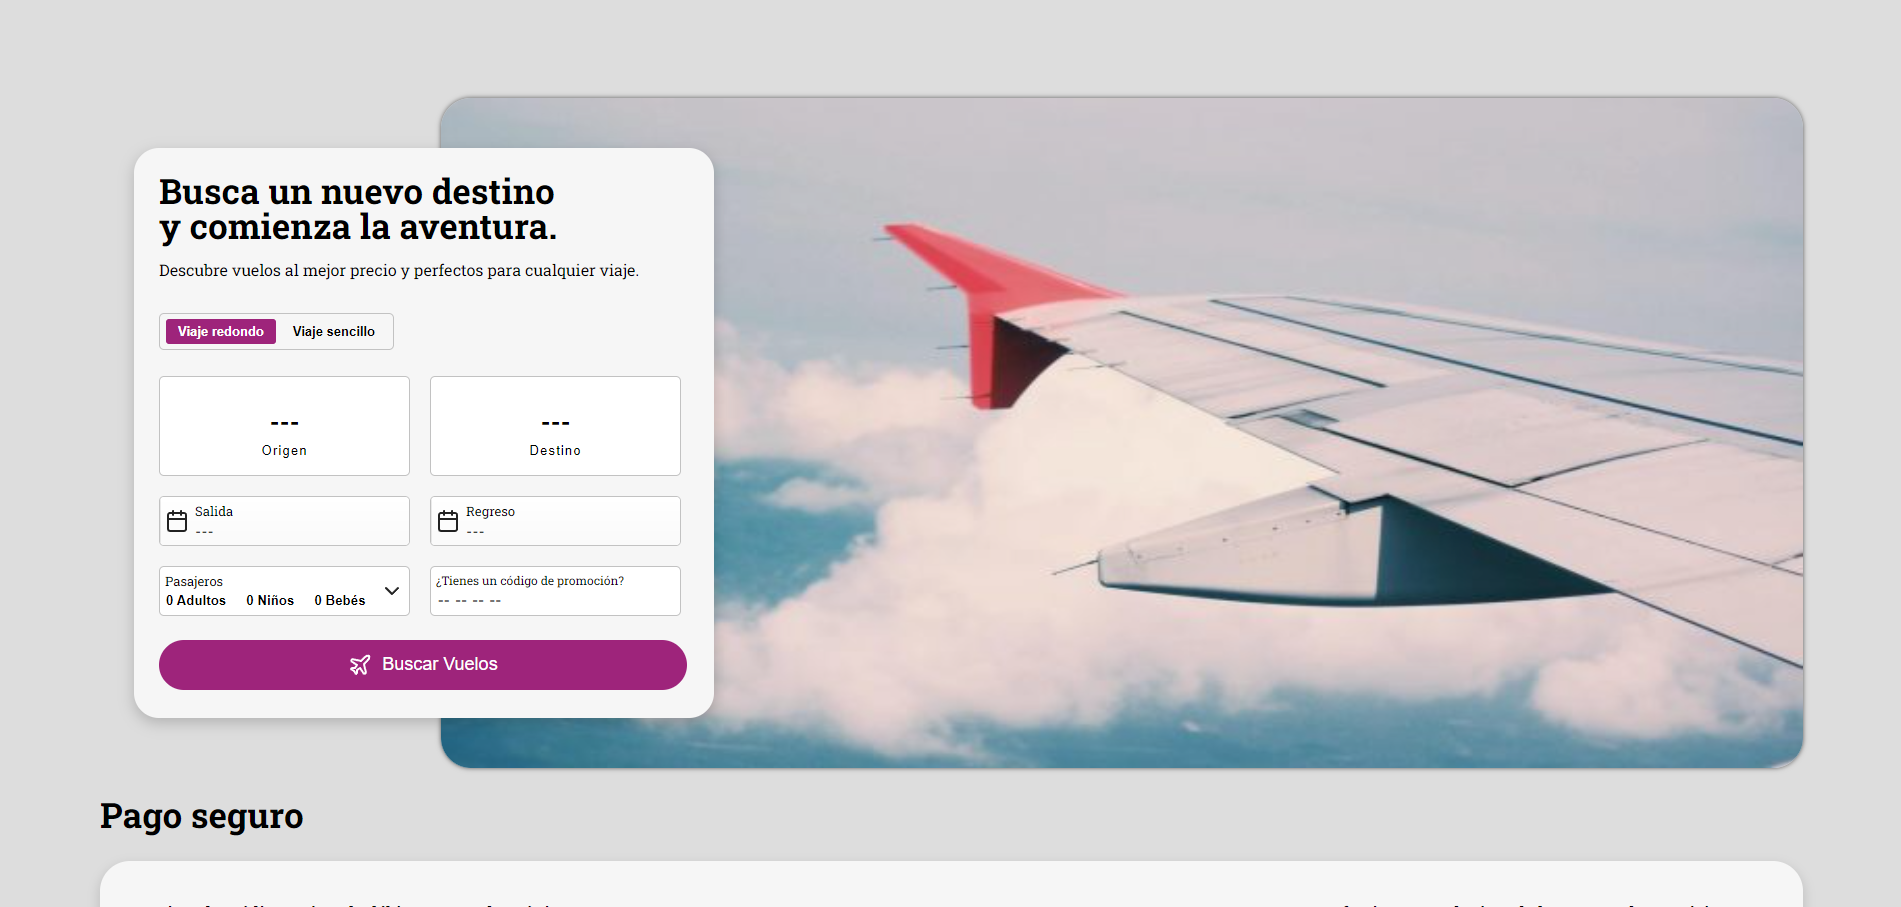 Busca un nuevo destino
y comienza la aventura.
Descubre vuelos al mejor precio y perfectos para cualquier viaje.
Viaje redondo Viaje sencillo
--- ---
Origen Destino
Salida Regreso
--- ---
Pasajeros ¿Tienes un código de promoción?
0 Adultos 0 Niños 0 Bebés -- -- -- --
Buscar Vuelos
Pago seguro